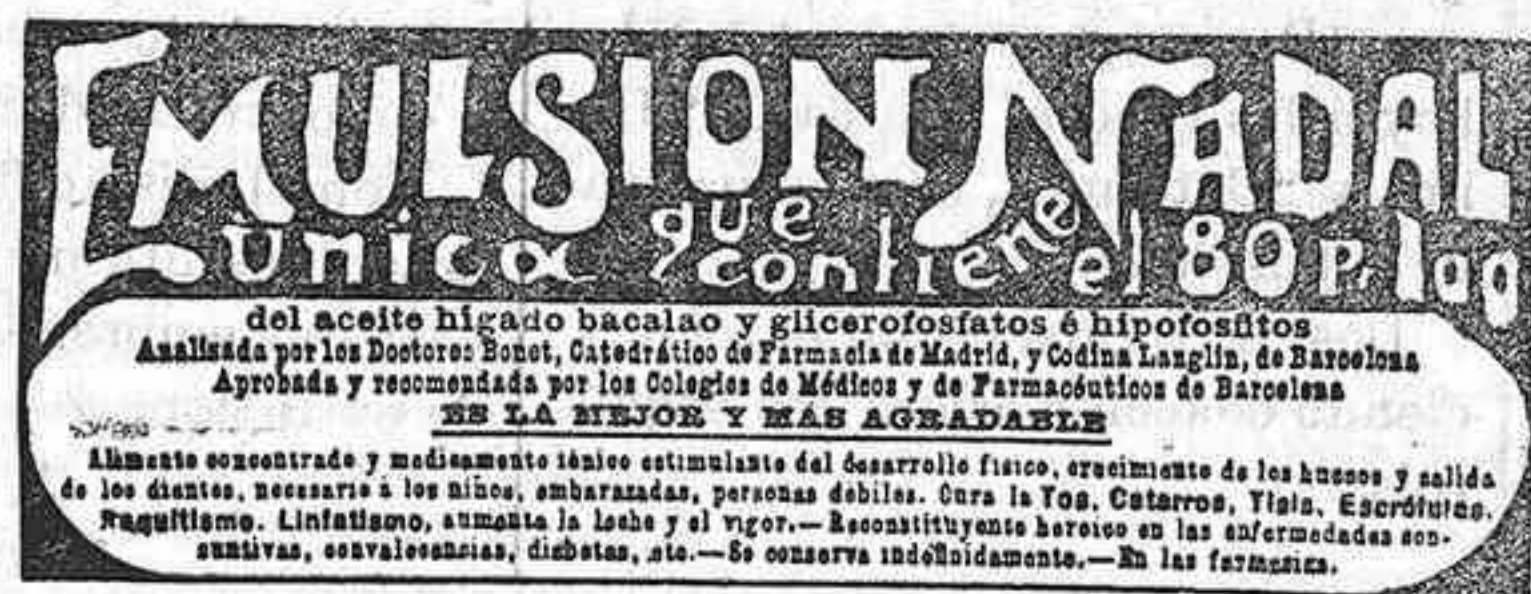 EMULSION NADAL
única que contiene el 80 p. 100
del aceite hígado bacalao y glicerofosfatos é hipofosfitos
Analisada por los Doctores Bonet, Catedrático de Farmacia de Madrid, y Codina Langlin, de Barcelona
Aprobada y recomendada por los Colegios de Médicos y de Farmacéuticos de Barcelona
ES LA MEJOR Y MÁS AGRADABLE
Alimento concentrado y medicamento tónico estimulante del desarrollo físico, crecimiento de los huesos y salida
de los dientes, necesario á los niños, embarazadas, personas débiles. Cura la Tos, Catarros, Tisis, Escrófulas,
Raquitismo, Linfatismo, aumenta la leche y el vigor.— Reconstituyente heroico en las enfermedades con-
suntivas, convalecencias, diabetes, etc.—Se conserva indefinidamente.—En las farmacias.